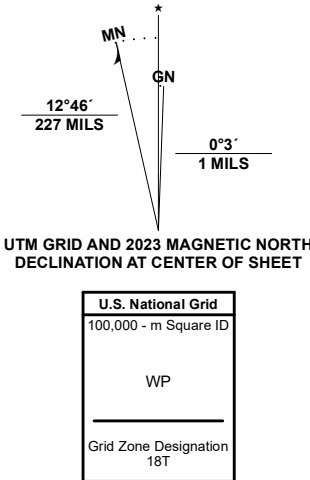 ★
MN
GN
12°46´
227 MILS
0°3´
1 MILS
UTM GRID AND 2023 MAGNETIC NORTH
DECLINATION AT CENTER OF SHEET
U.S. National Grid
100,000 - m Square ID
WP
Grid Zone Designation
18T